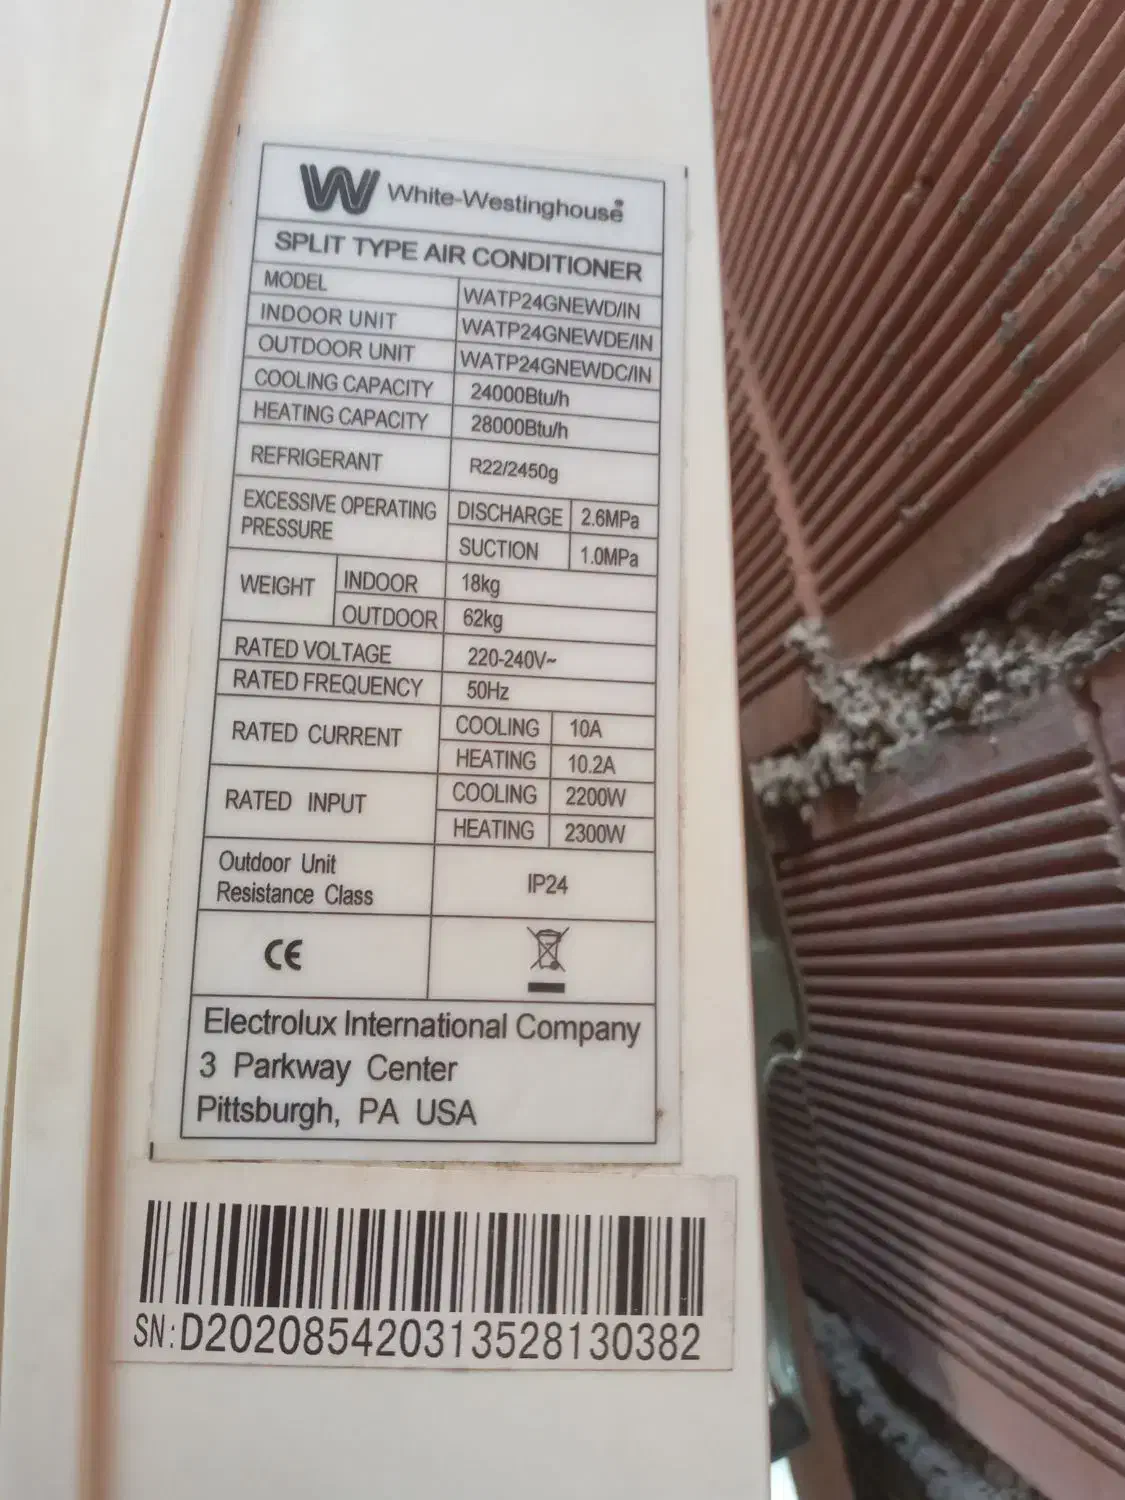 White-Westinghouse®
SPLIT TYPE AIR CONDITIONER
MODEL WATP24GNEWD/IN
INDOOR UNIT WATP24GNEWDE/IN
OUTDOOR UNIT WATP24GNEWDC/IN
COOLING CAPACITY 24000Btu/h
HEATING CAPACITY 28000Btu/h
REFRIGERANT R22/2450g
EXCESSIVE OPERATING PRESSURE DISCHARGE 2.6MPa
SUCTION 1.0MPa
WEIGHT INDOOR 18kg
OUTDOOR 62kg
RATED VOLTAGE 220-240V~
RATED FREQUENCY 50Hz
RATED CURRENT COOLING 10A
HEATING 10.2A
RATED INPUT COOLING 2200W
HEATING 2300W
Outdoor Unit
Resistance Class IP24
CE
Electrolux International Company
3 Parkway Center
Pittsburgh, PA USA
SN:D202085420313528130382